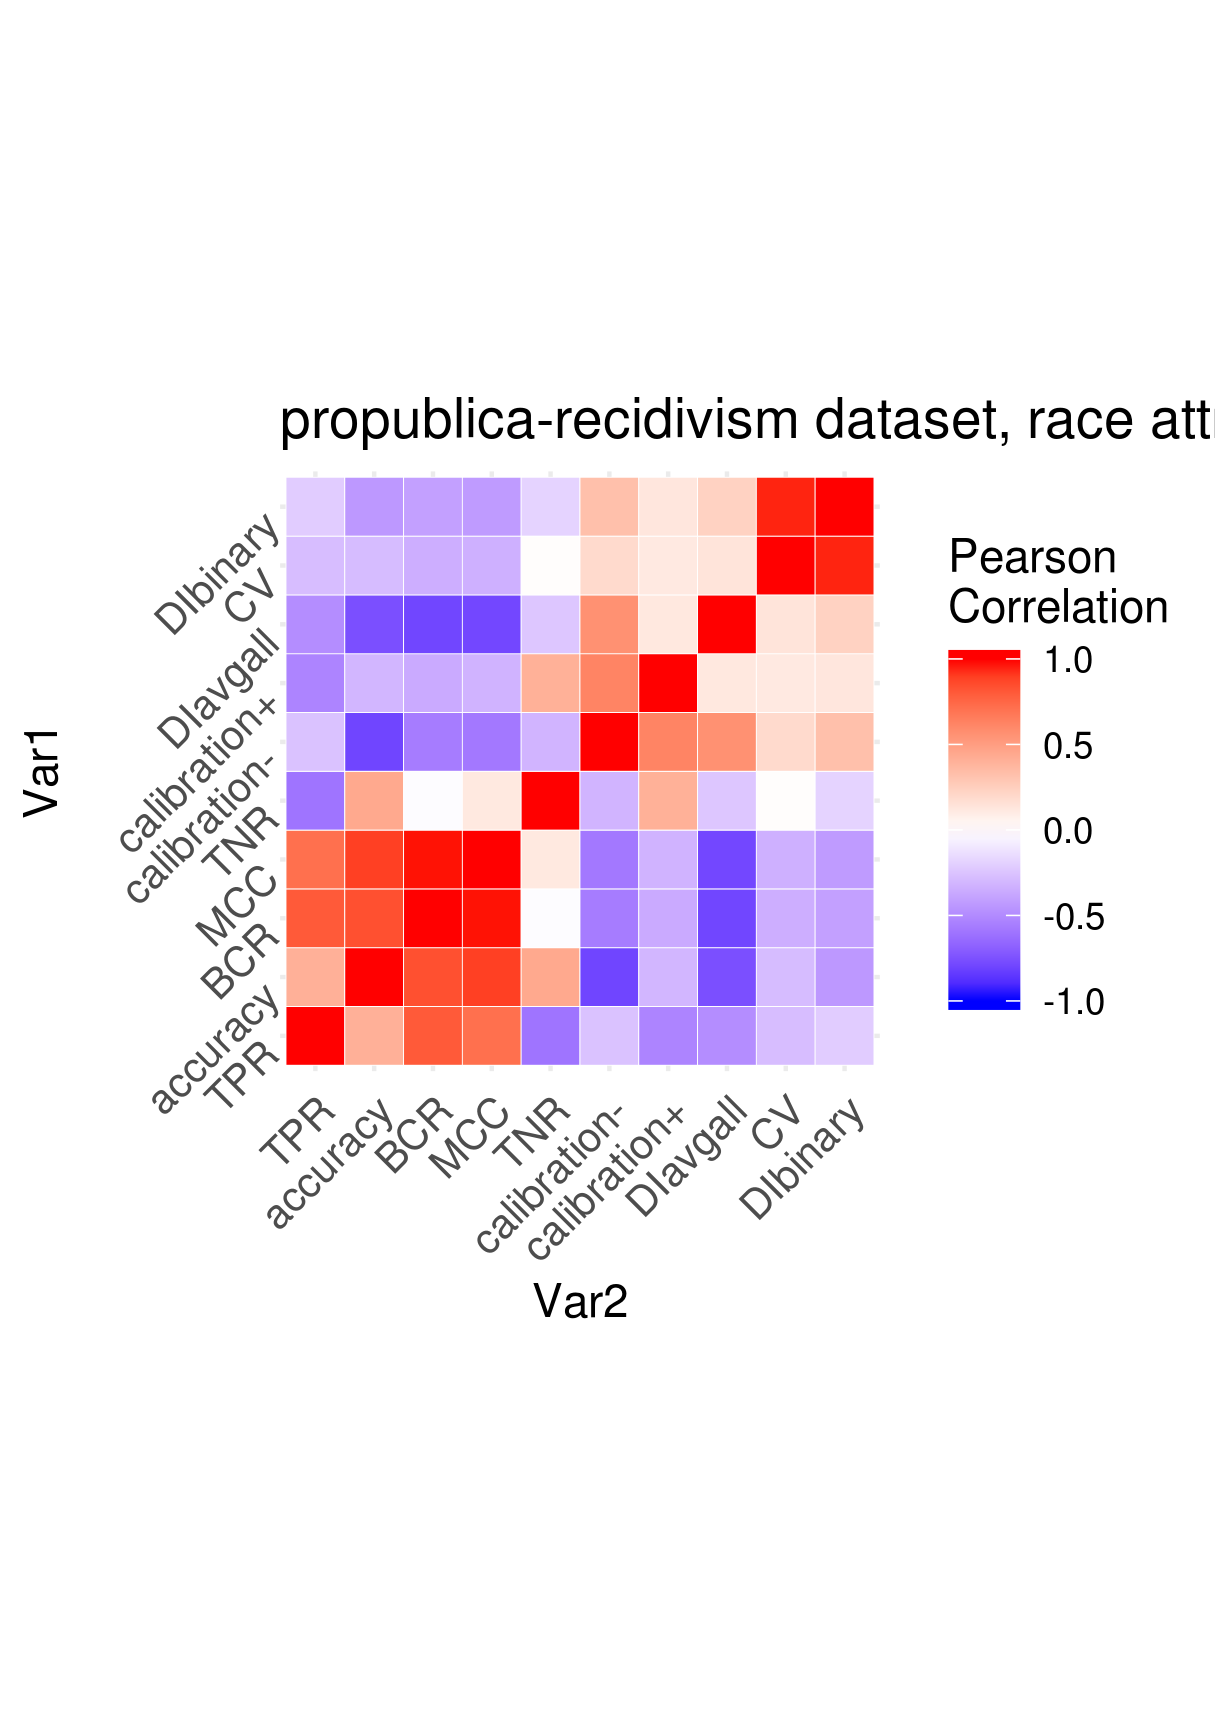 propublica-recidivism dataset, race
Var1
DIbinary
CV
DIavgall
calibration+
calibration-
TNR
MCC
BCR
accuracy
TPR
TPR
accuracy
BCR
MCC
TNR
calibration-
calibration+
DIavgall
CV
DIbinary
Var2
Pearson
Correlation
1.0
0.5
0.0
-0.5
-1.0